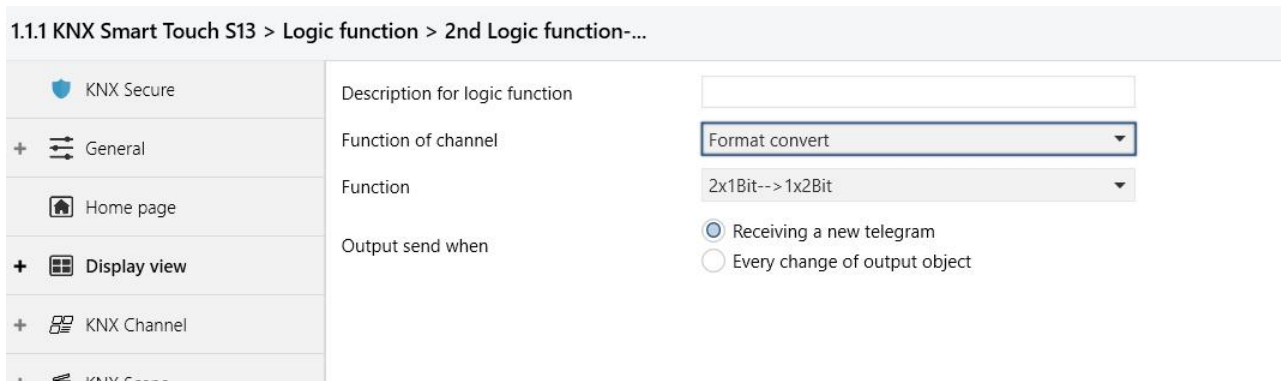 1.1.1 KNX Smart Touch S13 > Logic function > 2nd Logic function-...
KNX Secure
+ General
Home page
+ Display view
+ KNX Channel
Description for logic function
Function of channel
Format convert
Function
2x1Bit-->1x2Bit
Output send when
Receiving a new telegram
Every change of output object